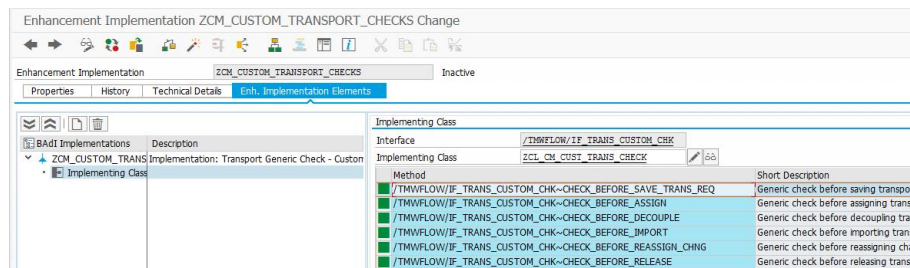 Enhancement Implementation ZCM_CUSTOM_TRANSPORT_CHECKS Change
Enhancement Implementation ZCM_CUSTOM_TRANSPORT_CHECKS Inactive
Properties History Technical Details Enh. Implementation Elements
BAdI Implementations Description
ZCM_CUSTOM_TRANS Implementation: Transport Generic Check - Custom
Implementing Class
Implementing Class
Interface /TMWFLOW/IF_TRANS_CUSTOM_CHK
Implementing Class ZCL_CM_CUST_TRANS_CHECK
Method Short Description
/TMWFLOW/IF_TRANS_CUSTOM_CHK~CHECK_BEFORE_SAVE_TRANS_REQ Generic check before saving transpo
/TMWFLOW/IF_TRANS_CUSTOM_CHK~CHECK_BEFORE_ASSIGN Generic check before assigning trans
/TMWFLOW/IF_TRANS_CUSTOM_CHK~CHECK_BEFORE_DECOUPLE Generic check before decoupling tra
/TMWFLOW/IF_TRANS_CUSTOM_CHK~CHECK_BEFORE_IMPORT Generic check before importing tran
/TMWFLOW/IF_TRANS_CUSTOM_CHK~CHECK_BEFORE_REASSIGN_CHNG Generic check before reassigning cha
/TMWFLOW/IF_TRANS_CUSTOM_CHK~CHECK_BEFORE_RELEASE Generic check before releasing trans